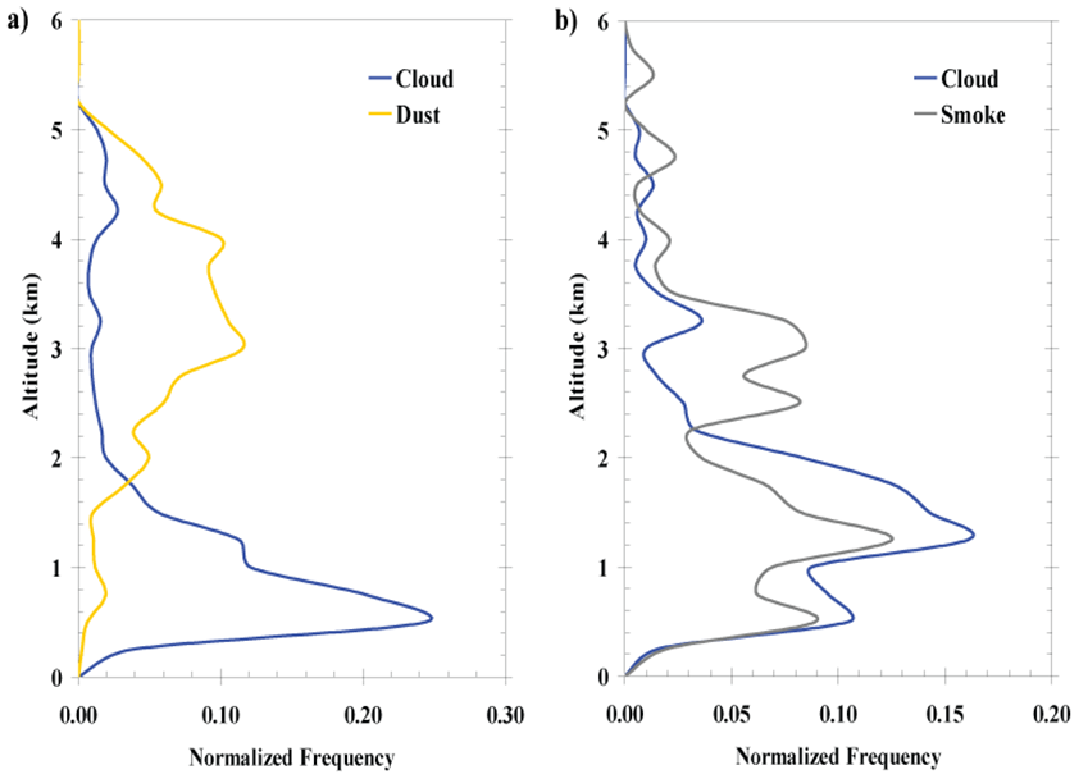 a)
6
5
4
3
2
1
0
Altitude (km)
Cloud
Dust
0.00 0.10 0.20 0.30
Normalized Frequency
b)
6
5
4
3
2
1
0
Altitude (km)
Cloud
Smoke
0.00 0.05 0.10 0.15 0.20
Normalized Frequency